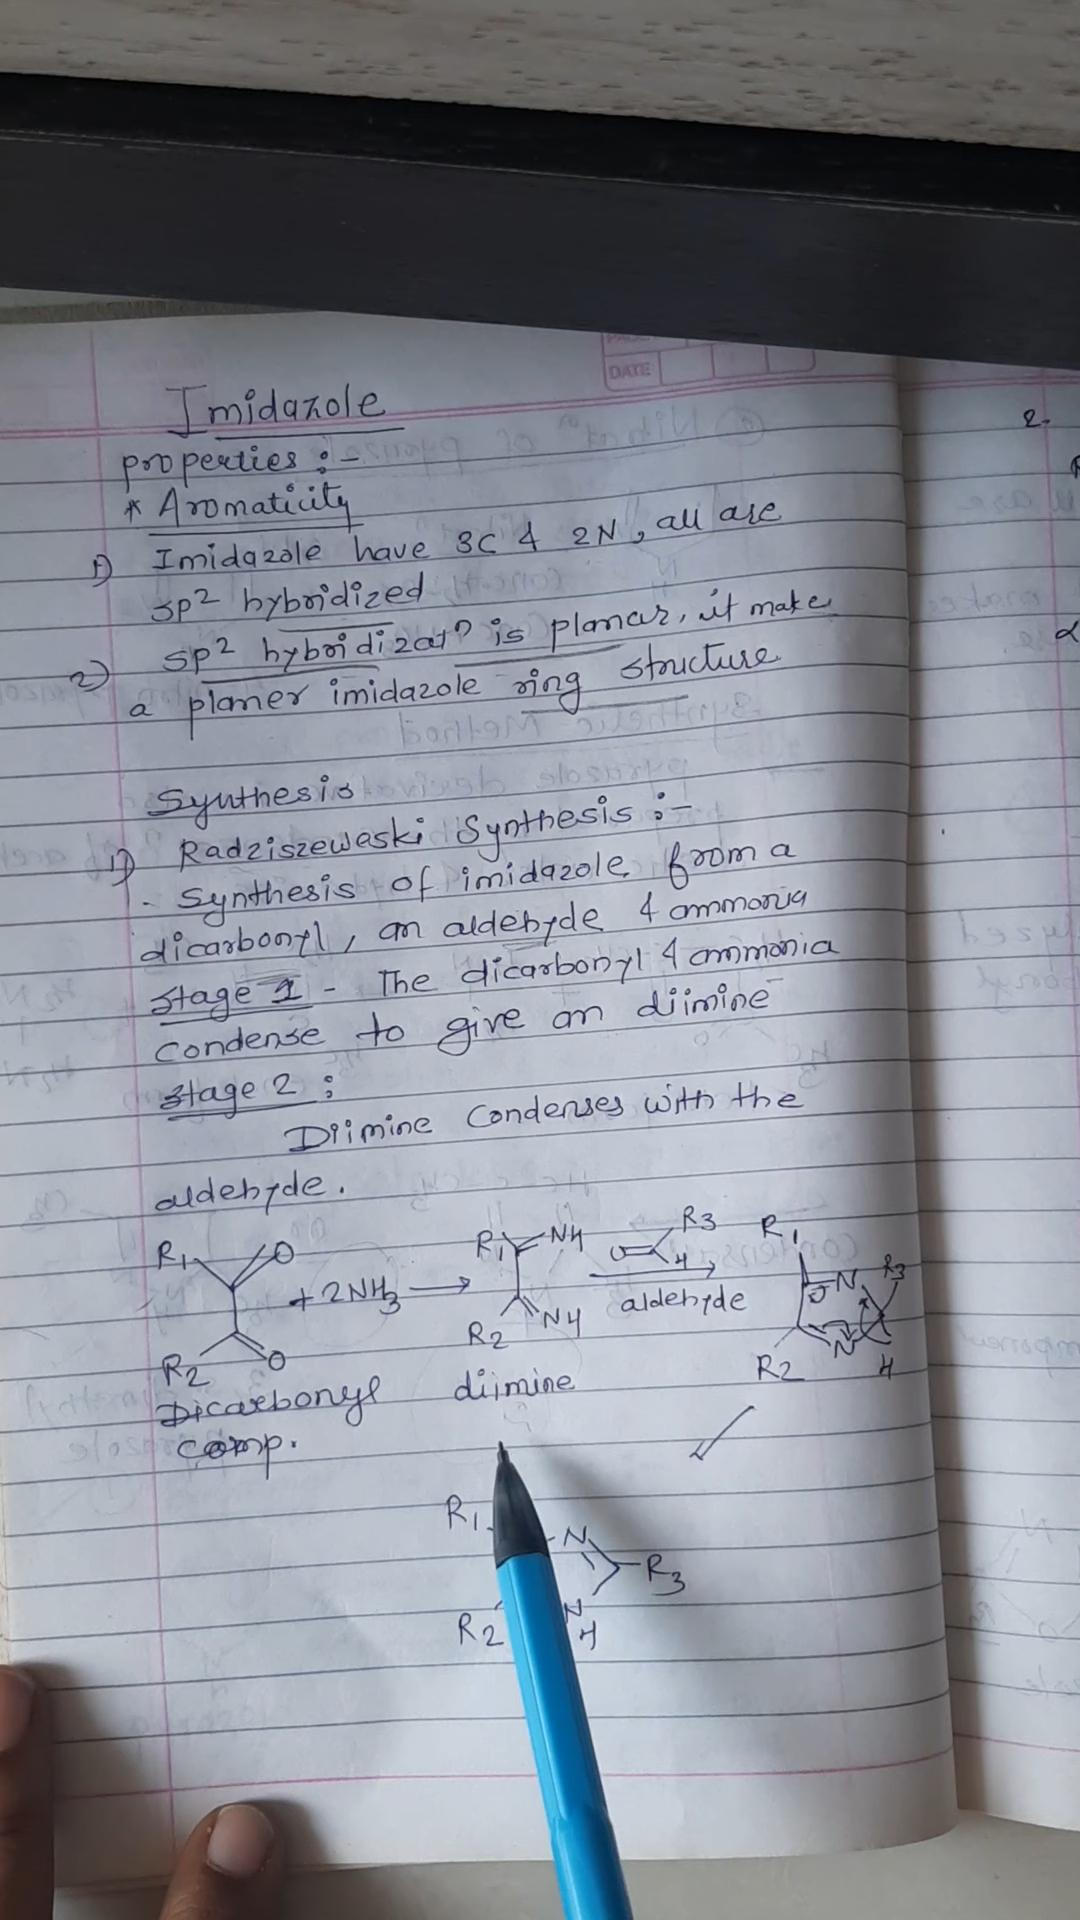 DATE
Imidazole
properties :-
* Aromaticity
1) Imidazole have 3C & 2N, all are
sp2 hybridized
2) sp2 hybridizatn is planar, it make
a planer imidazole ring structure
Synthesis
1) Radziszeweski Synthesis :-
- Synthesis of imidazole from a
dicarbonyl, an aldehyde & ammonia
Stage 1 - The dicarbonyl & ammonia
condense to give an diimine
Stage 2 :
Diimine Condenses with the
aldehyde.
R1 O + 2NH3 → R1 NH O R3 H R1 N R3
R2 O R2 NH aldehyde R2 N H
Dicarbonyl diimine
comp.
R1 N R3
R2 N H
2.